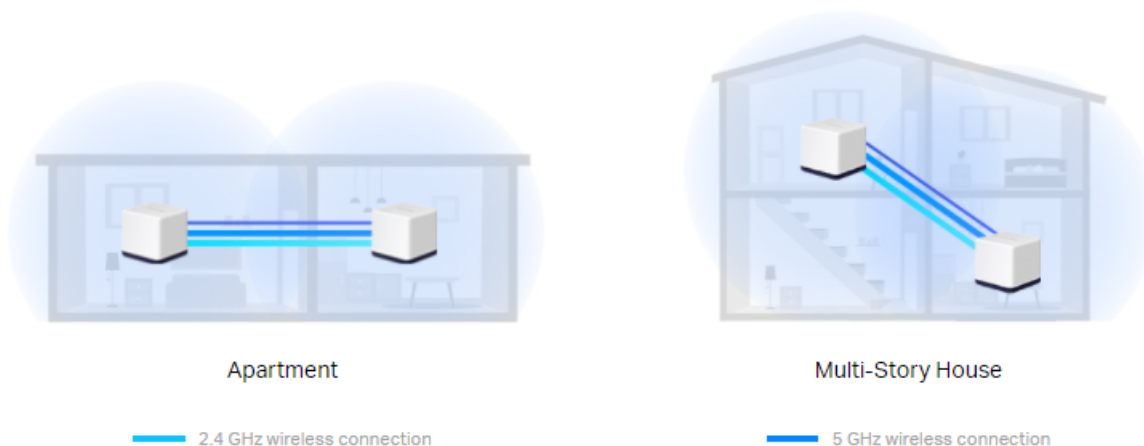 Apartment
Multi-Story House
2.4 GHz wireless connection
5 GHz wireless connection